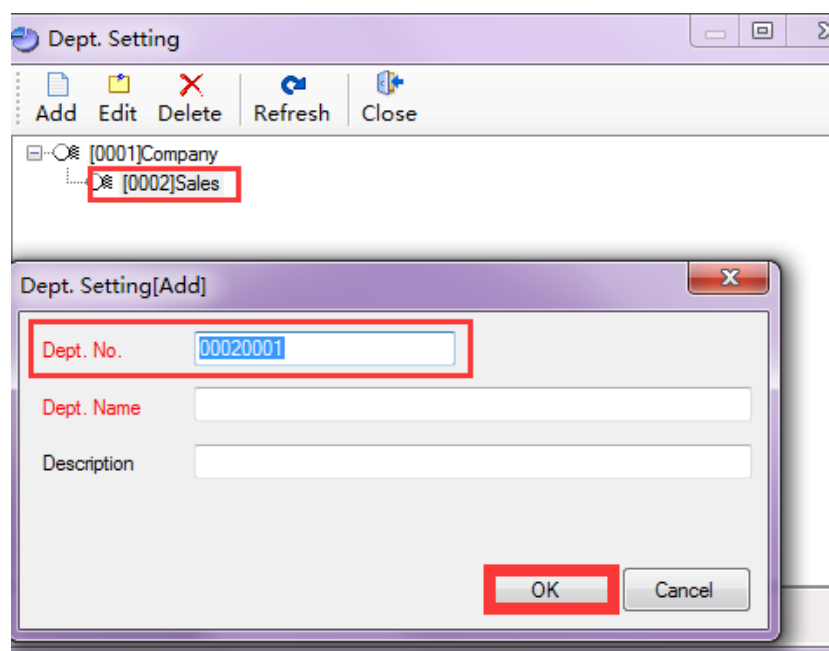 Dept. Setting
Add Edit Delete Refresh Close
[0001]Company
[0002]Sales
Dept. Setting[Add]
Dept. No. 00020001
Dept. Name
Description
OK Cancel